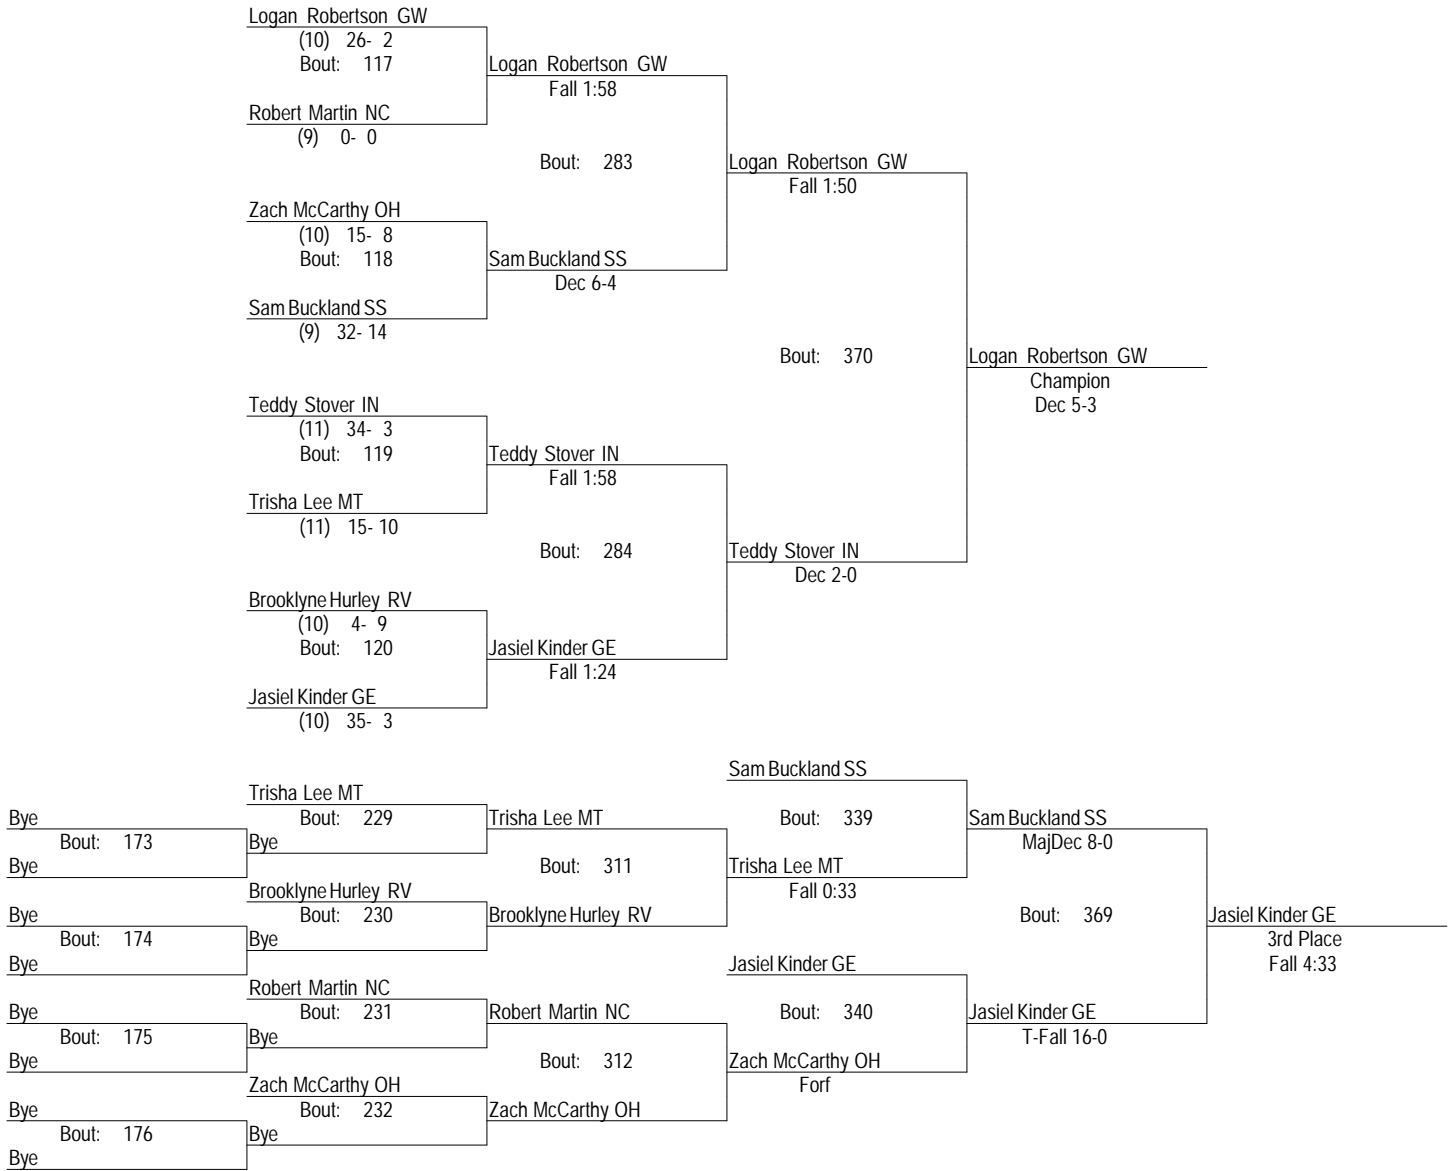 Logan Robertson GW
(10) 26- 2
Bout: 117
Logan Robertson GW
Fall 1:58
Robert Martin NC
(9) 0- 0
Bout: 283
Logan Robertson GW
Fall 1:50
Zach McCarthy OH
(10) 15- 8
Bout: 118
Sam Buckland SS
Dec 6-4
Sam Buckland SS
(9) 32- 14
Bout: 370
Logan Robertson GW
Champion
Dec 5-3
Teddy Stover IN
(11) 34- 3
Bout: 119
Teddy Stover IN
Fall 1:58
Trisha Lee MT
(11) 15- 10
Bout: 284
Teddy Stover IN
Dec 2-0
Brooklyne Hurley RV
(10) 4- 9
Bout: 120
Jasiel Kinder GE
Fall 1:24
Jasiel Kinder GE
(10) 35- 3
Sam Buckland SS
Trisha Lee MT
Bye
Bout: 229
Trisha Lee MT
Bout: 339
Sam Buckland SS
Bout: 173
Bye
MajDec 8-0
Bye
Bout: 311
Trisha Lee MT
Fall 0:33
Brooklyne Hurley RV
Bye
Bout: 230
Brooklyne Hurley RV
Bout: 369
Jasiel Kinder GE
Bout: 174
Bye
3rd Place
Bye
Jasiel Kinder GE
Fall 4:33
Robert Martin NC
Bye
Bout: 231
Robert Martin NC
Bout: 340
Jasiel Kinder GE
Bout: 175
Bye
T-Fall 16-0
Bye
Bout: 312
Zach McCarthy OH
Forf
Zach McCarthy OH
Bye
Bout: 232
Zach McCarthy OH
Bout: 176
Bye
Bye